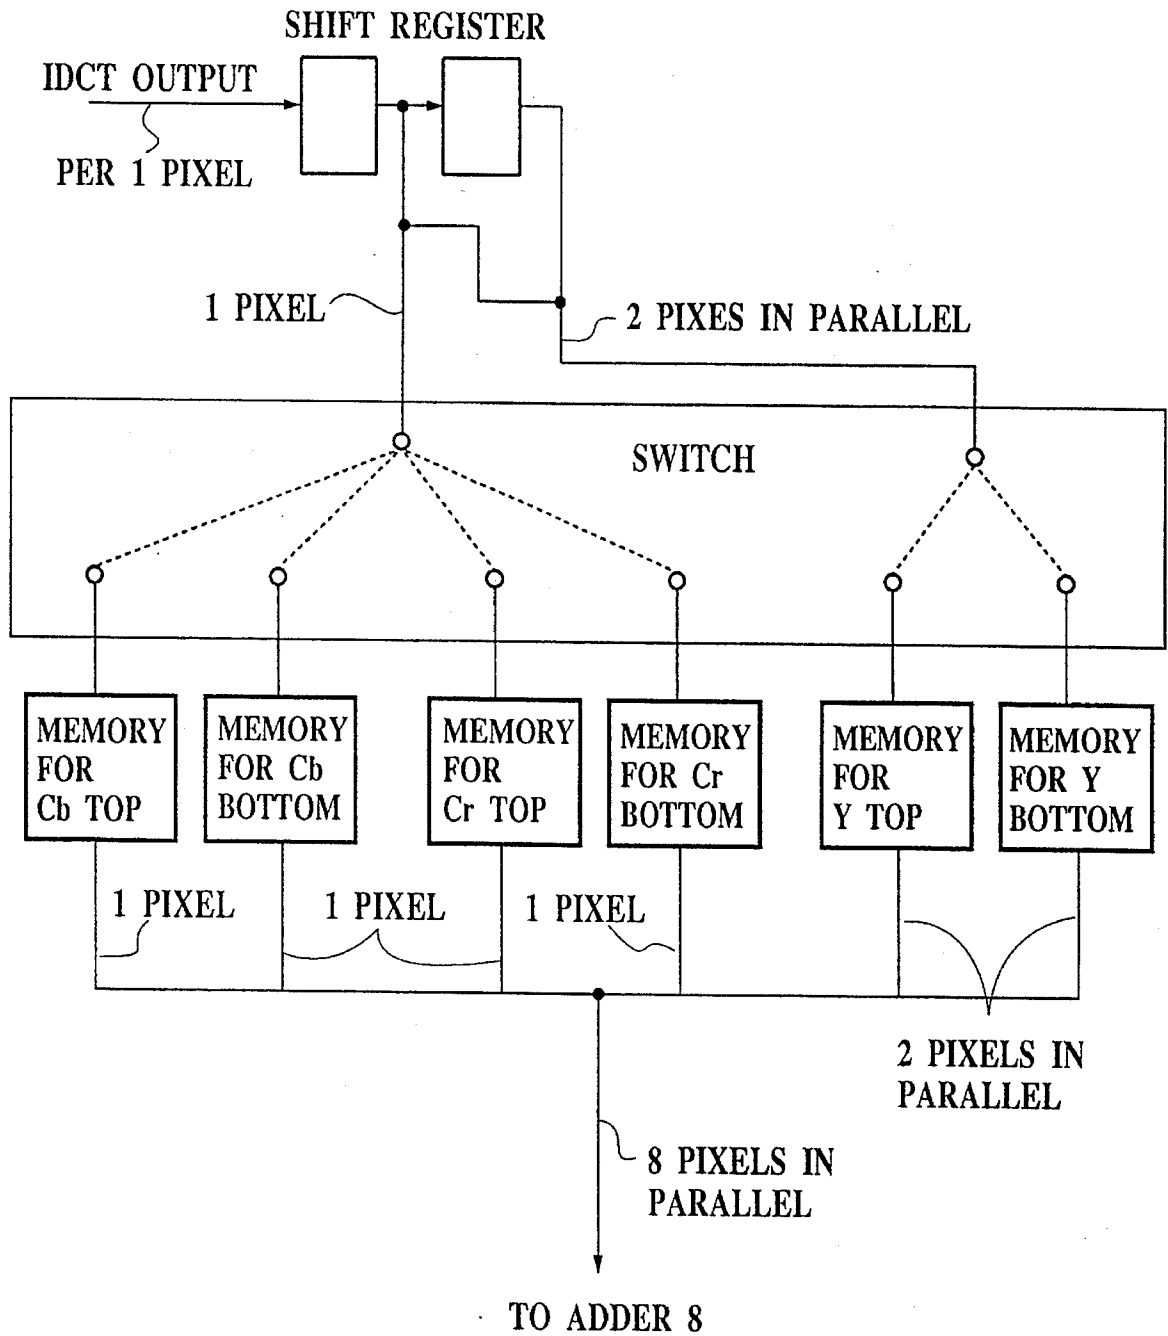 SHIFT REGISTER
IDCT OUTPUT
PER 1 PIXEL
1 PIXEL
2 PIXES IN PARALLEL
SWITCH
MEMORY
FOR
Cb TOP
MEMORY
FOR Cb
BOTTOM
MEMORY
FOR
Cr TOP
MEMORY
FOR Cr
BOTTOM
MEMORY
FOR
Y TOP
MEMORY
FOR Y
BOTTOM
1 PIXEL
1 PIXEL
1 PIXEL
2 PIXELS IN
PARALLEL
8 PIXELS IN
PARALLEL
TO ADDER 8